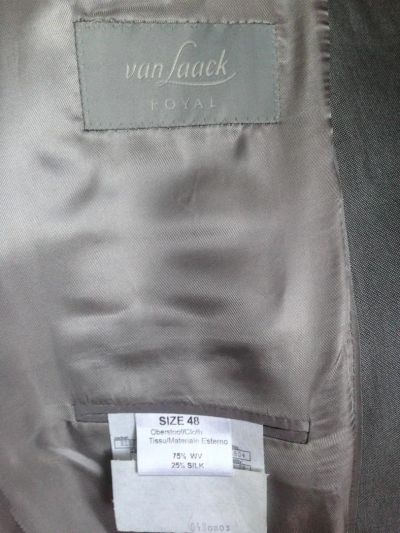 van Laack
ROYAL
SIZE 48
Oberstoff/Cloth
Tissu/Materiale Esterno
75% WV
25% SILK